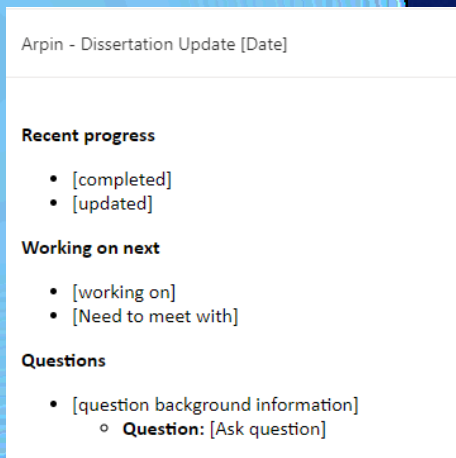 Arpin - Dissertation Update [Date]
Recent progress
[completed]
[updated]
Working on next
[working on]
[Need to meet with]
Questions
[question background information]
Question: [Ask question]